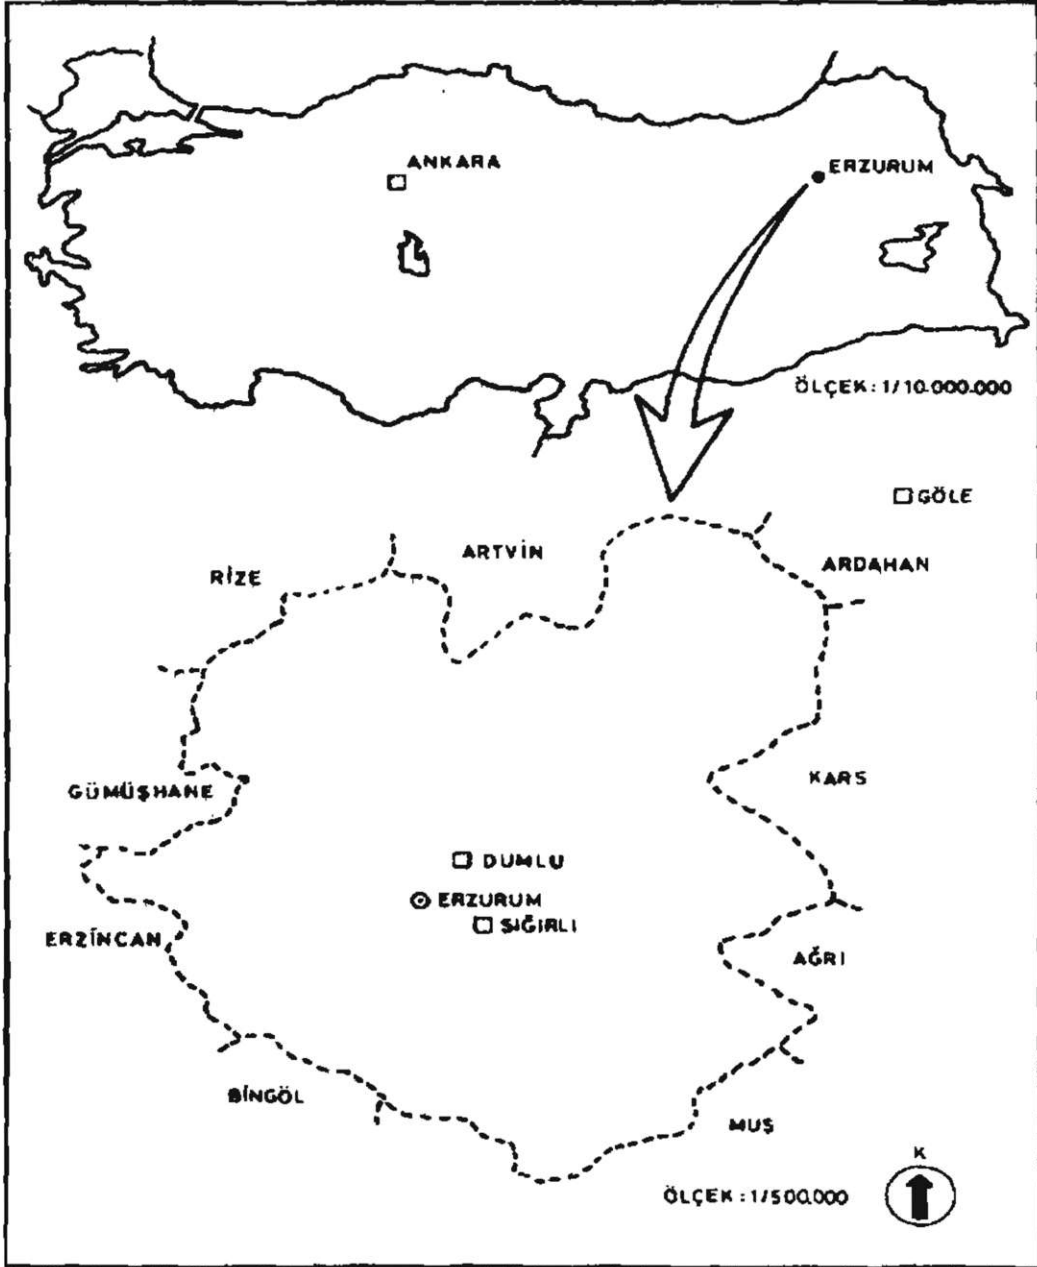 ANKARA
ERZURUM
ÖLÇEK: 1/10.000.000
GÖLE
ARTVİN
ARDAHAN
RİZE
GÜMÜŞHANE
KARS
DUMLU
ERZURUM
SIĞIRLI
ERZİNCAN
AĞRI
BİNGÖL
MUŞ
K
ÖLÇEK: 1/500.000